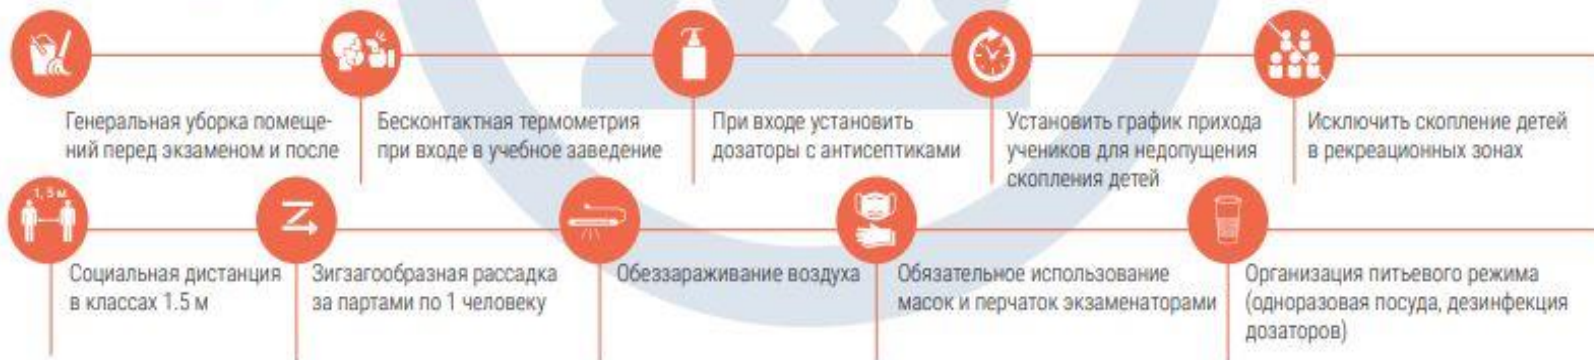 Генеральная уборка помеще-
ний перед экзаменом и после
Бесконтактная термометрия
при входе в учебное заведение
При входе установить
дозаторы с антисептиками
Установить график прихода
учеников для недопущения
скопления детей
Исключить скопление детей
в рекреационных зонах
1, 5 м
Социальная дистанция
в классах 1.5 м
Зигзагообразная рассадка
за партами по 1 человеку
Обеззараживание воздуха
Обязательное использование
масок и перчаток экзаменаторами
Организация питьевого режима
(одноразовая посуда, дезинфекция
дозаторов)